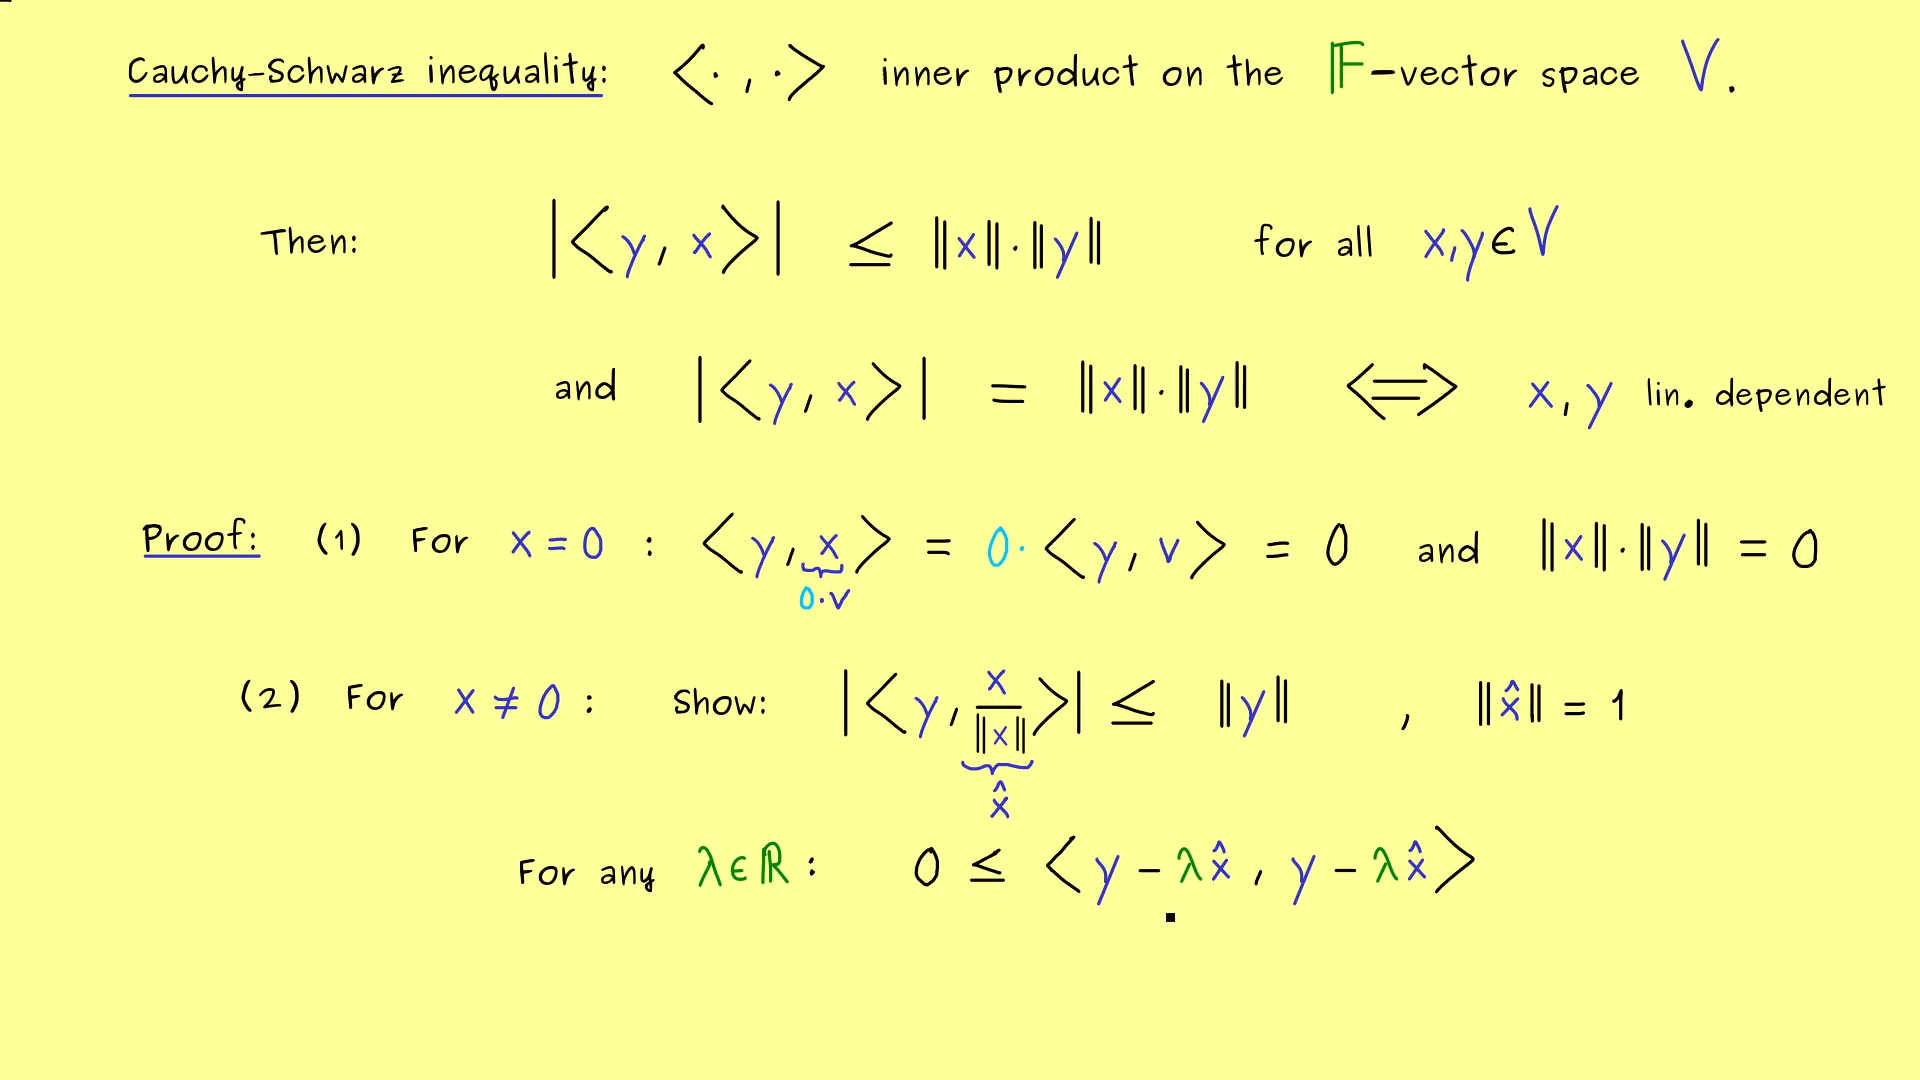 Cauchy-Schwarz inequality: <·,·> inner product on the 𝔽-vector space V.
Then: |<y, x>| ≤ ‖x‖·‖y‖ for all x,y ∈ V
and |<y, x>| = ‖x‖·‖y‖ ⟺ x, y lin. dependent
Proof: (1) For x = 0 : <y, x> = 0·<y, v> = 0 and ‖x‖·‖y‖ = 0
0·v
(2) For x ≠ 0 : Show: |<y, x/‖x‖>| ≤ ‖y‖ , ‖x̂‖ = 1
x̂
For any λ ∈ ℝ : 0 ≤ <y - λx̂ , y - λx̂>